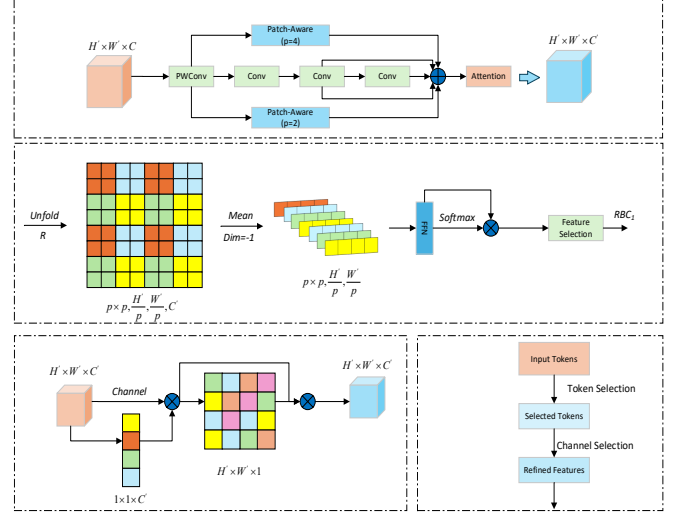 Patch-Aware
(p=4)
H′×W′×C
H′×W′×C′
PWConv
Conv
Conv
Conv
Attention
Patch-Aware
(p=2)
Unfold
R
Mean
Dim=-1
FFN
Softmax
Feature
Selection
RBC₁
p×p, H′/p, W′/p, C′
p×p, H′/p, W′/p
H′×W′×C′
Channel
H′×W′×C′
H′×W′×1
1×1×C′
Input Tokens
Token Selection
Selected Tokens
Channel Selection
Refined Features